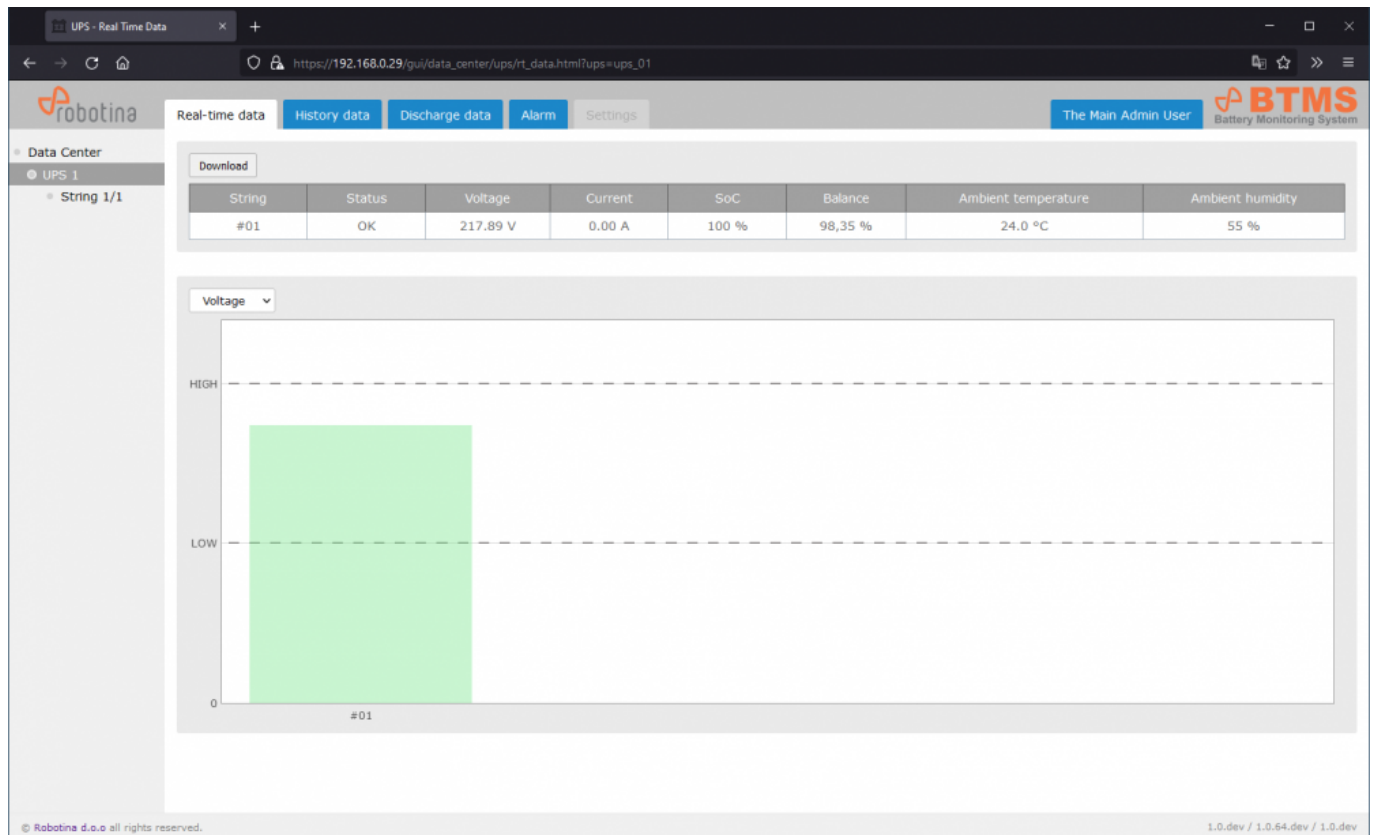 UPS - Real Time Data
https://192.168.0.29/gui/data_center/ups/rt_data.html?ups=ups_01
robotina
Real-time data History data Discharge data Alarm Settings The Main Admin User
BTMS
Battery Monitoring System
Data Center
UPS 1
String 1/1
Download
String Status Voltage Current SoC Balance Ambient temperature Ambient humidity
#01 OK 217.89 V 0.00 A 100 % 98,35 % 24.0 °C 55 %
Voltage
HIGH
LOW
0
#01
© Robotina d.o.o all rights reserved. 1.0.dev / 1.0.64.dev / 1.0.dev